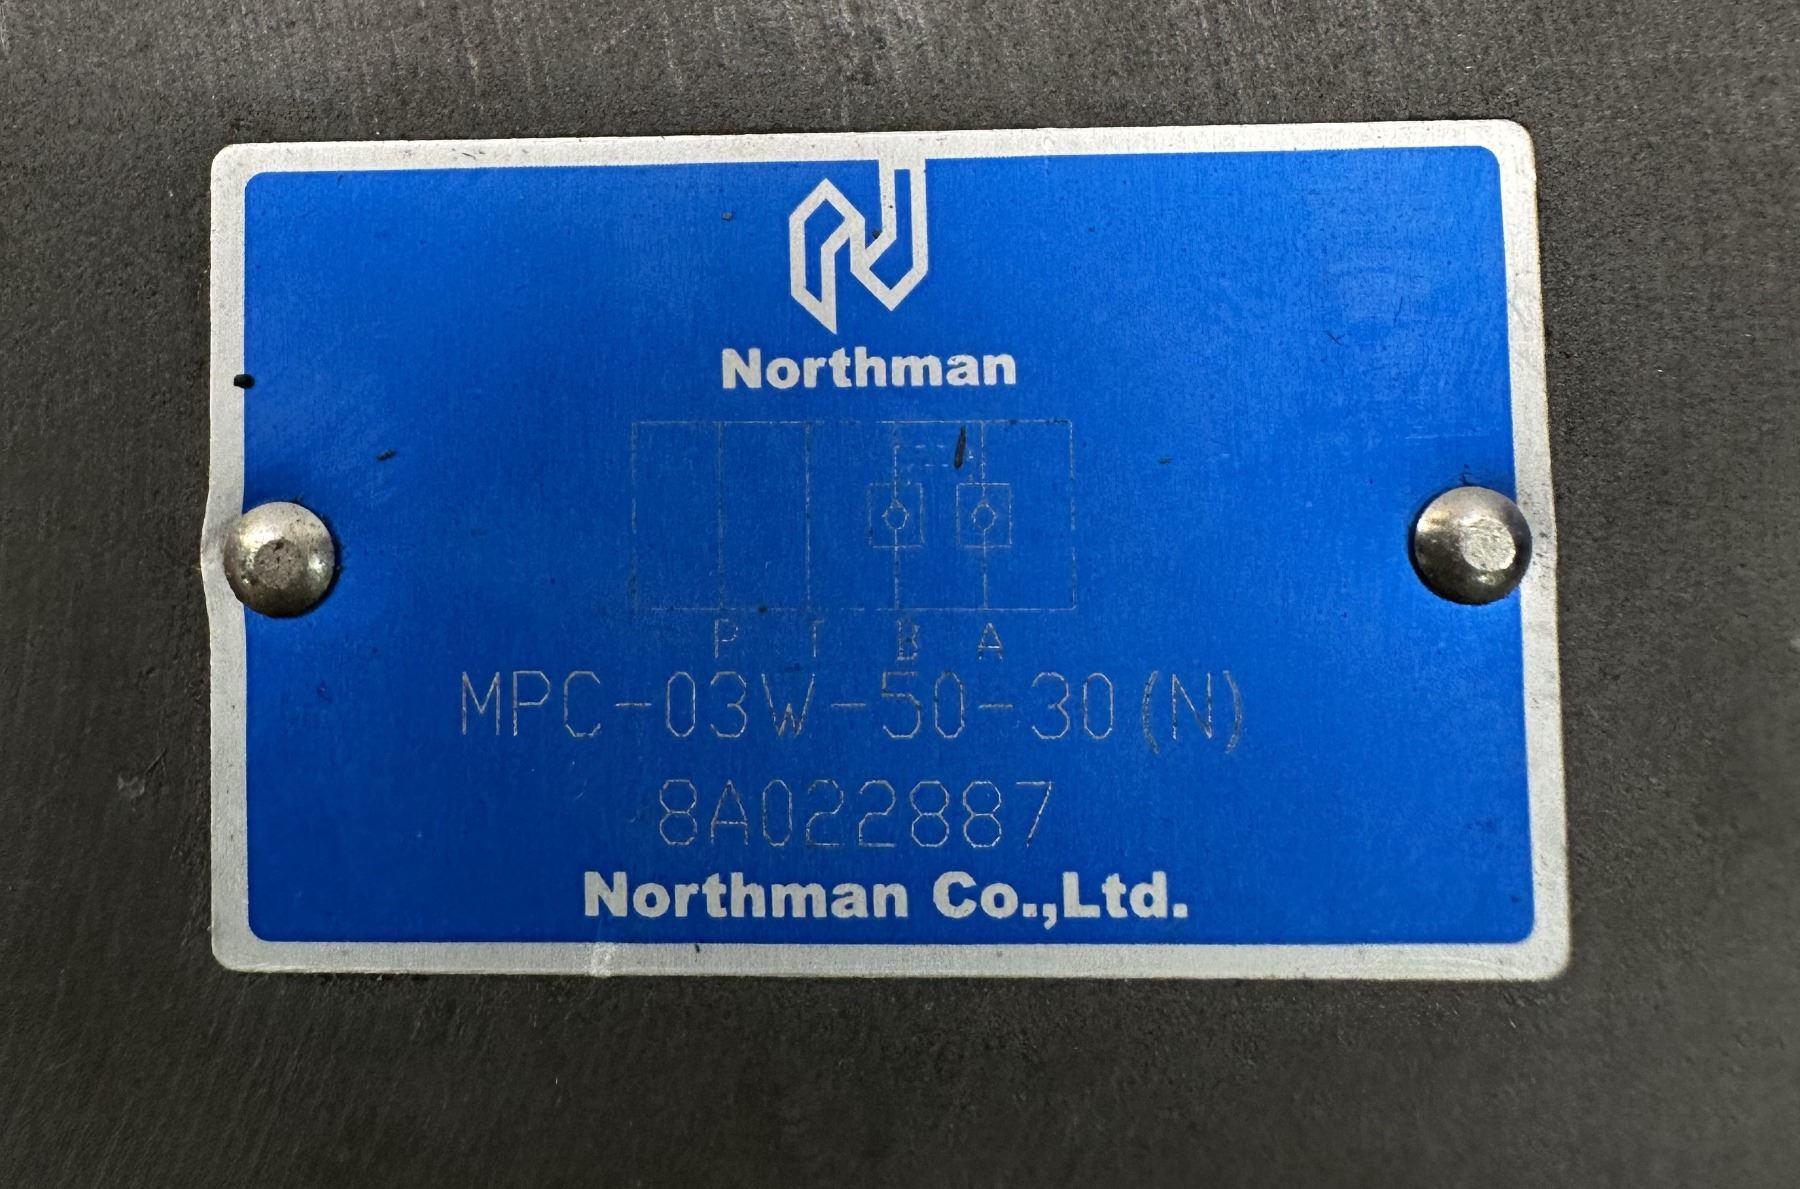 Northman
P T B A
MPC-03W-50-30(N)
8A022887
Northman Co.,Ltd.